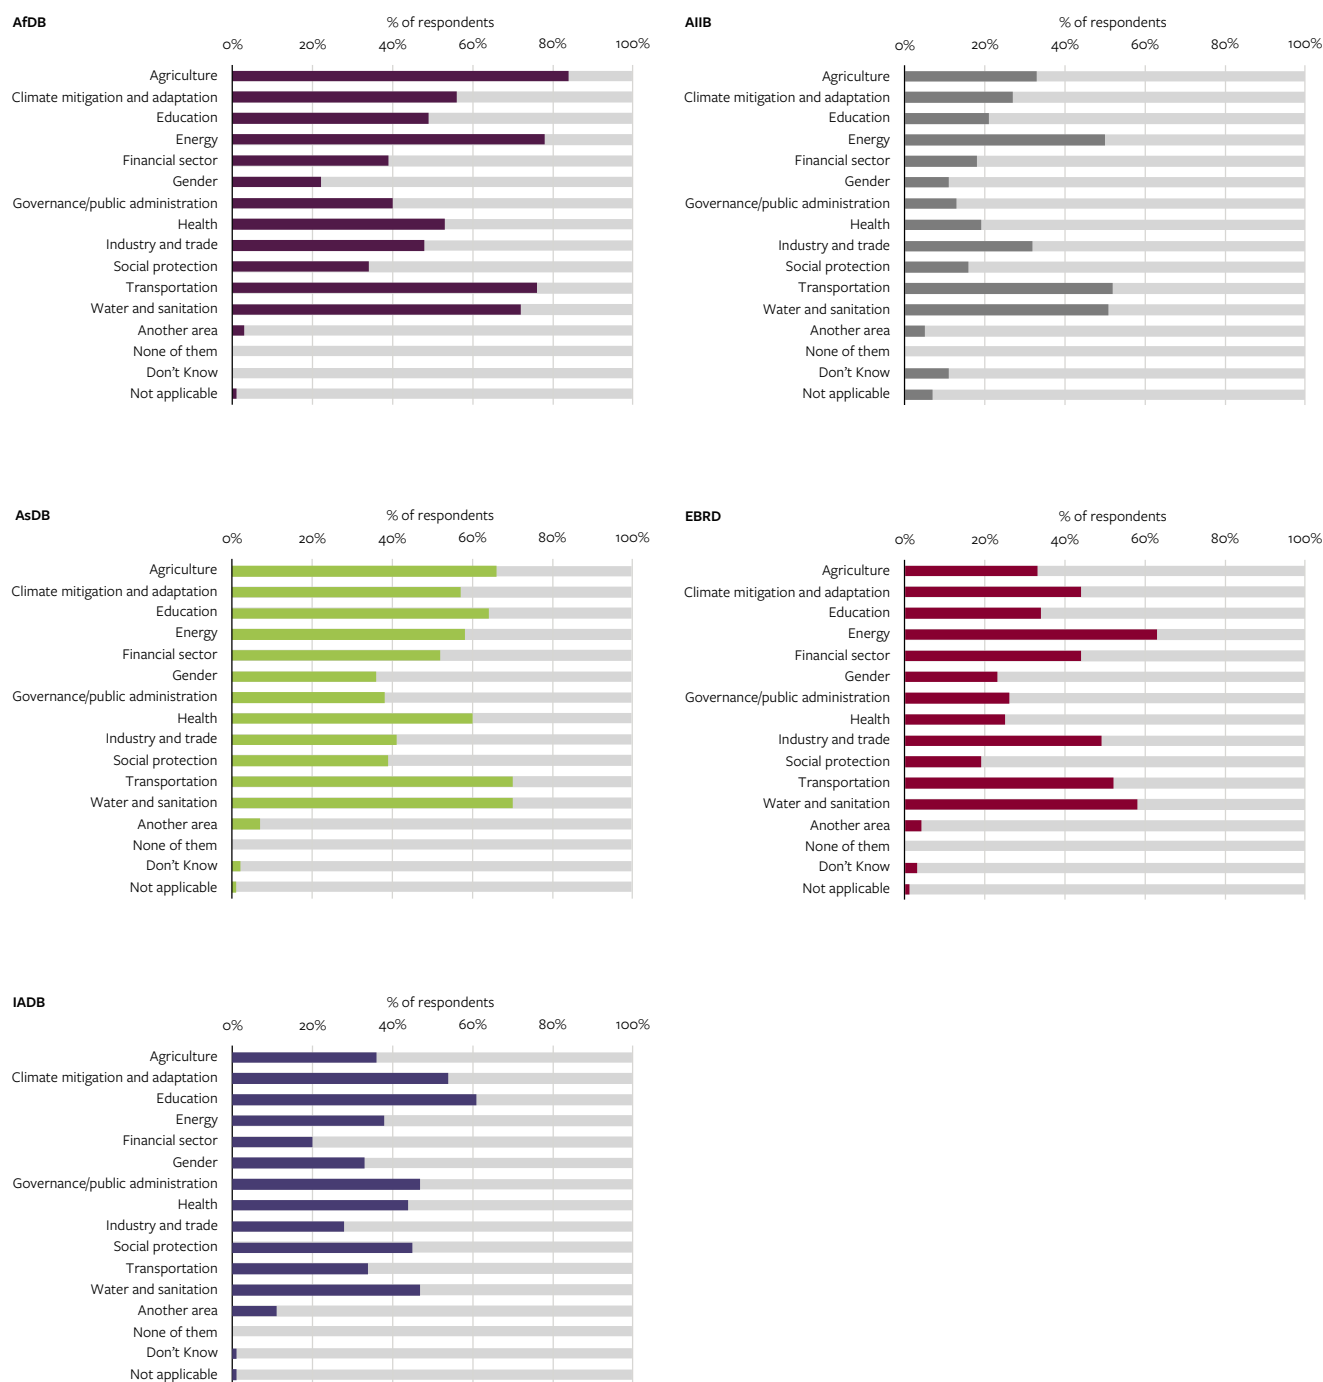 AfDB
% of respondents
0% 20% 40% 60% 80% 100%
Agriculture
Climate mitigation and adaptation
Education
Energy
Financial sector
Gender
Governance/public administration
Health
Industry and trade
Social protection
Transportation
Water and sanitation
Another area
None of them
Don't Know
Not applicable
AIIB
% of respondents
0% 20% 40% 60% 80% 100%
Agriculture
Climate mitigation and adaptation
Education
Energy
Financial sector
Gender
Governance/public administration
Health
Industry and trade
Social protection
Transportation
Water and sanitation
Another area
None of them
Don't Know
Not applicable
AsDB
% of respondents
0% 20% 40% 60% 80% 100%
Agriculture
Climate mitigation and adaptation
Education
Energy
Financial sector
Gender
Governance/public administration
Health
Industry and trade
Social protection
Transportation
Water and sanitation
Another area
None of them
Don't Know
Not applicable
EBRD
% of respondents
0% 20% 40% 60% 80% 100%
Agriculture
Climate mitigation and adaptation
Education
Energy
Financial sector
Gender
Governance/public administration
Health
Industry and trade
Social protection
Transportation
Water and sanitation
Another area
None of them
Don't Know
Not applicable
IADB
% of respondents
0% 20% 40% 60% 80% 100%
Agriculture
Climate mitigation and adaptation
Education
Energy
Financial sector
Gender
Governance/public administration
Health
Industry and trade
Social protection
Transportation
Water and sanitation
Another area
None of them
Don't Know
Not applicable